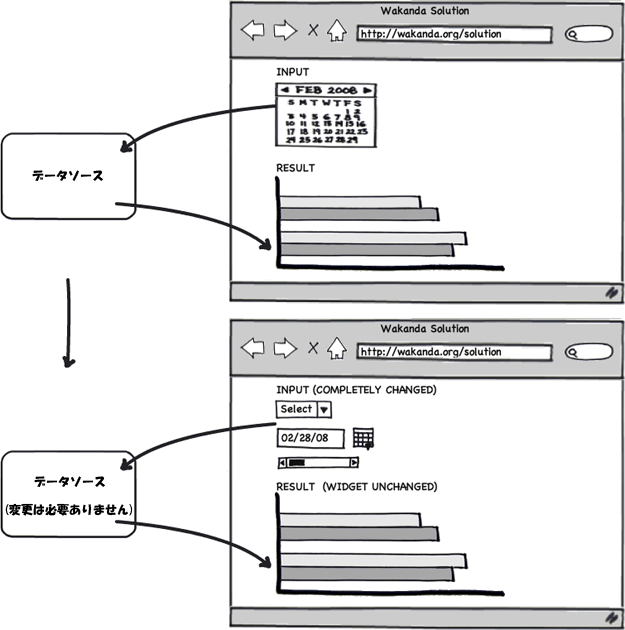 Wakanda Solution
X
http://wakanda.org/solution
INPUT
FEB 2008
S M T W T F S
1 2
3 4 5 6 7 8 9
10 11 12 13 14 15 16
17 18 19 20 21 22 23
24 25 26 27 28 29
データソース
RESULT
Wakanda Solution
X
http://wakanda.org/solution
INPUT (COMPLETELY CHANGED)
Select
02/28/08
データソース
(変更は必要ありません)
RESULT (WIDGET UNCHANGED)